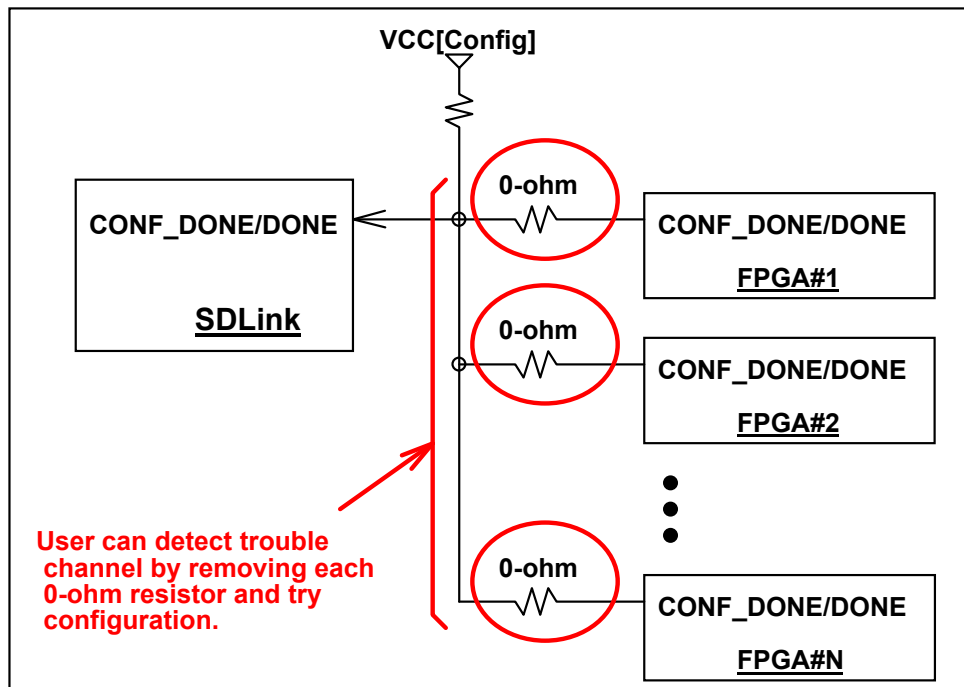 VCC[Config]
0-ohm
CONF_DONE/DONE
SDLink
CONF_DONE/DONE
FPGA#1
0-ohm
CONF_DONE/DONE
FPGA#2
User can detect trouble
channel by removing each
0-ohm resistor and try
configuration.
0-ohm
CONF_DONE/DONE
FPGA#N